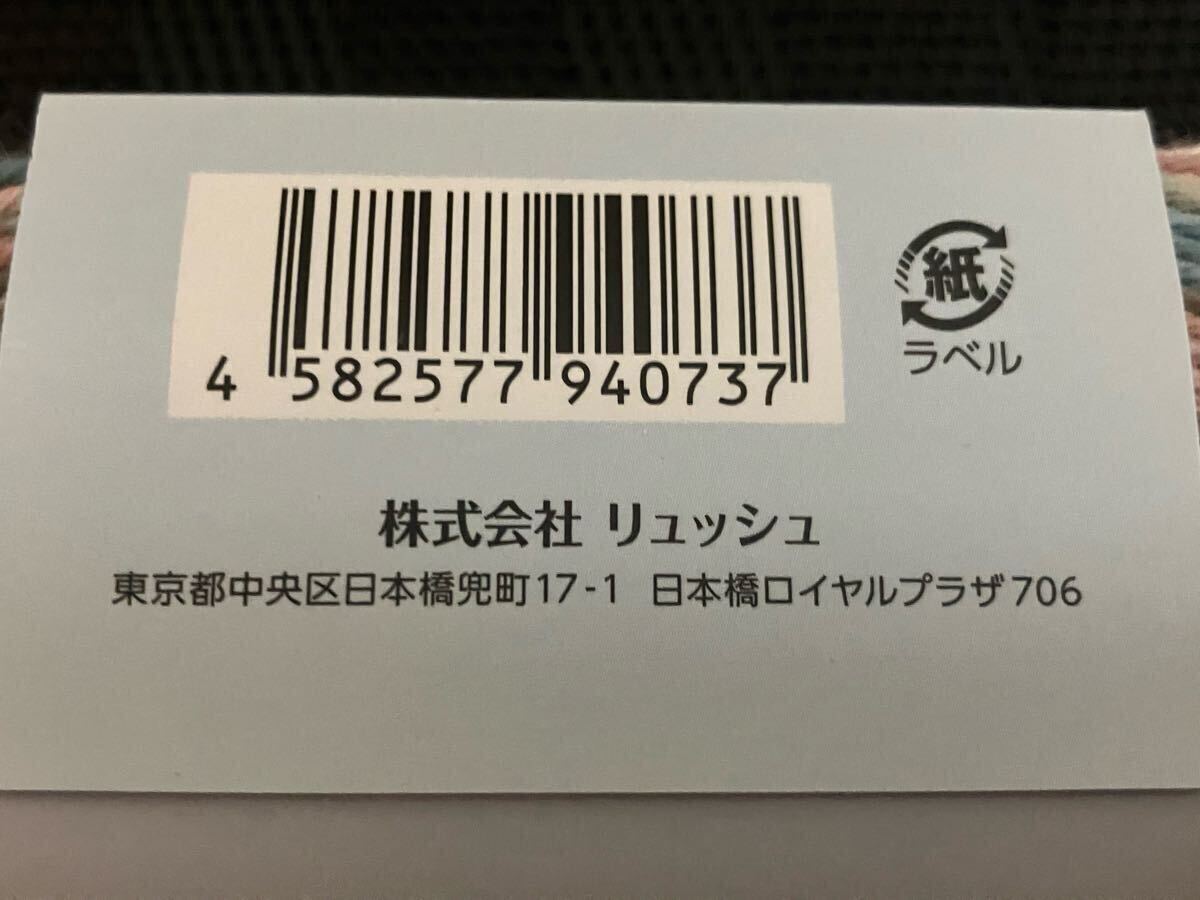 4 582577 940737
紙
ラベル
株式会社 リュッシュ
東京都中央区日本橋兜町17-1 日本橋ロイヤルプラザ706